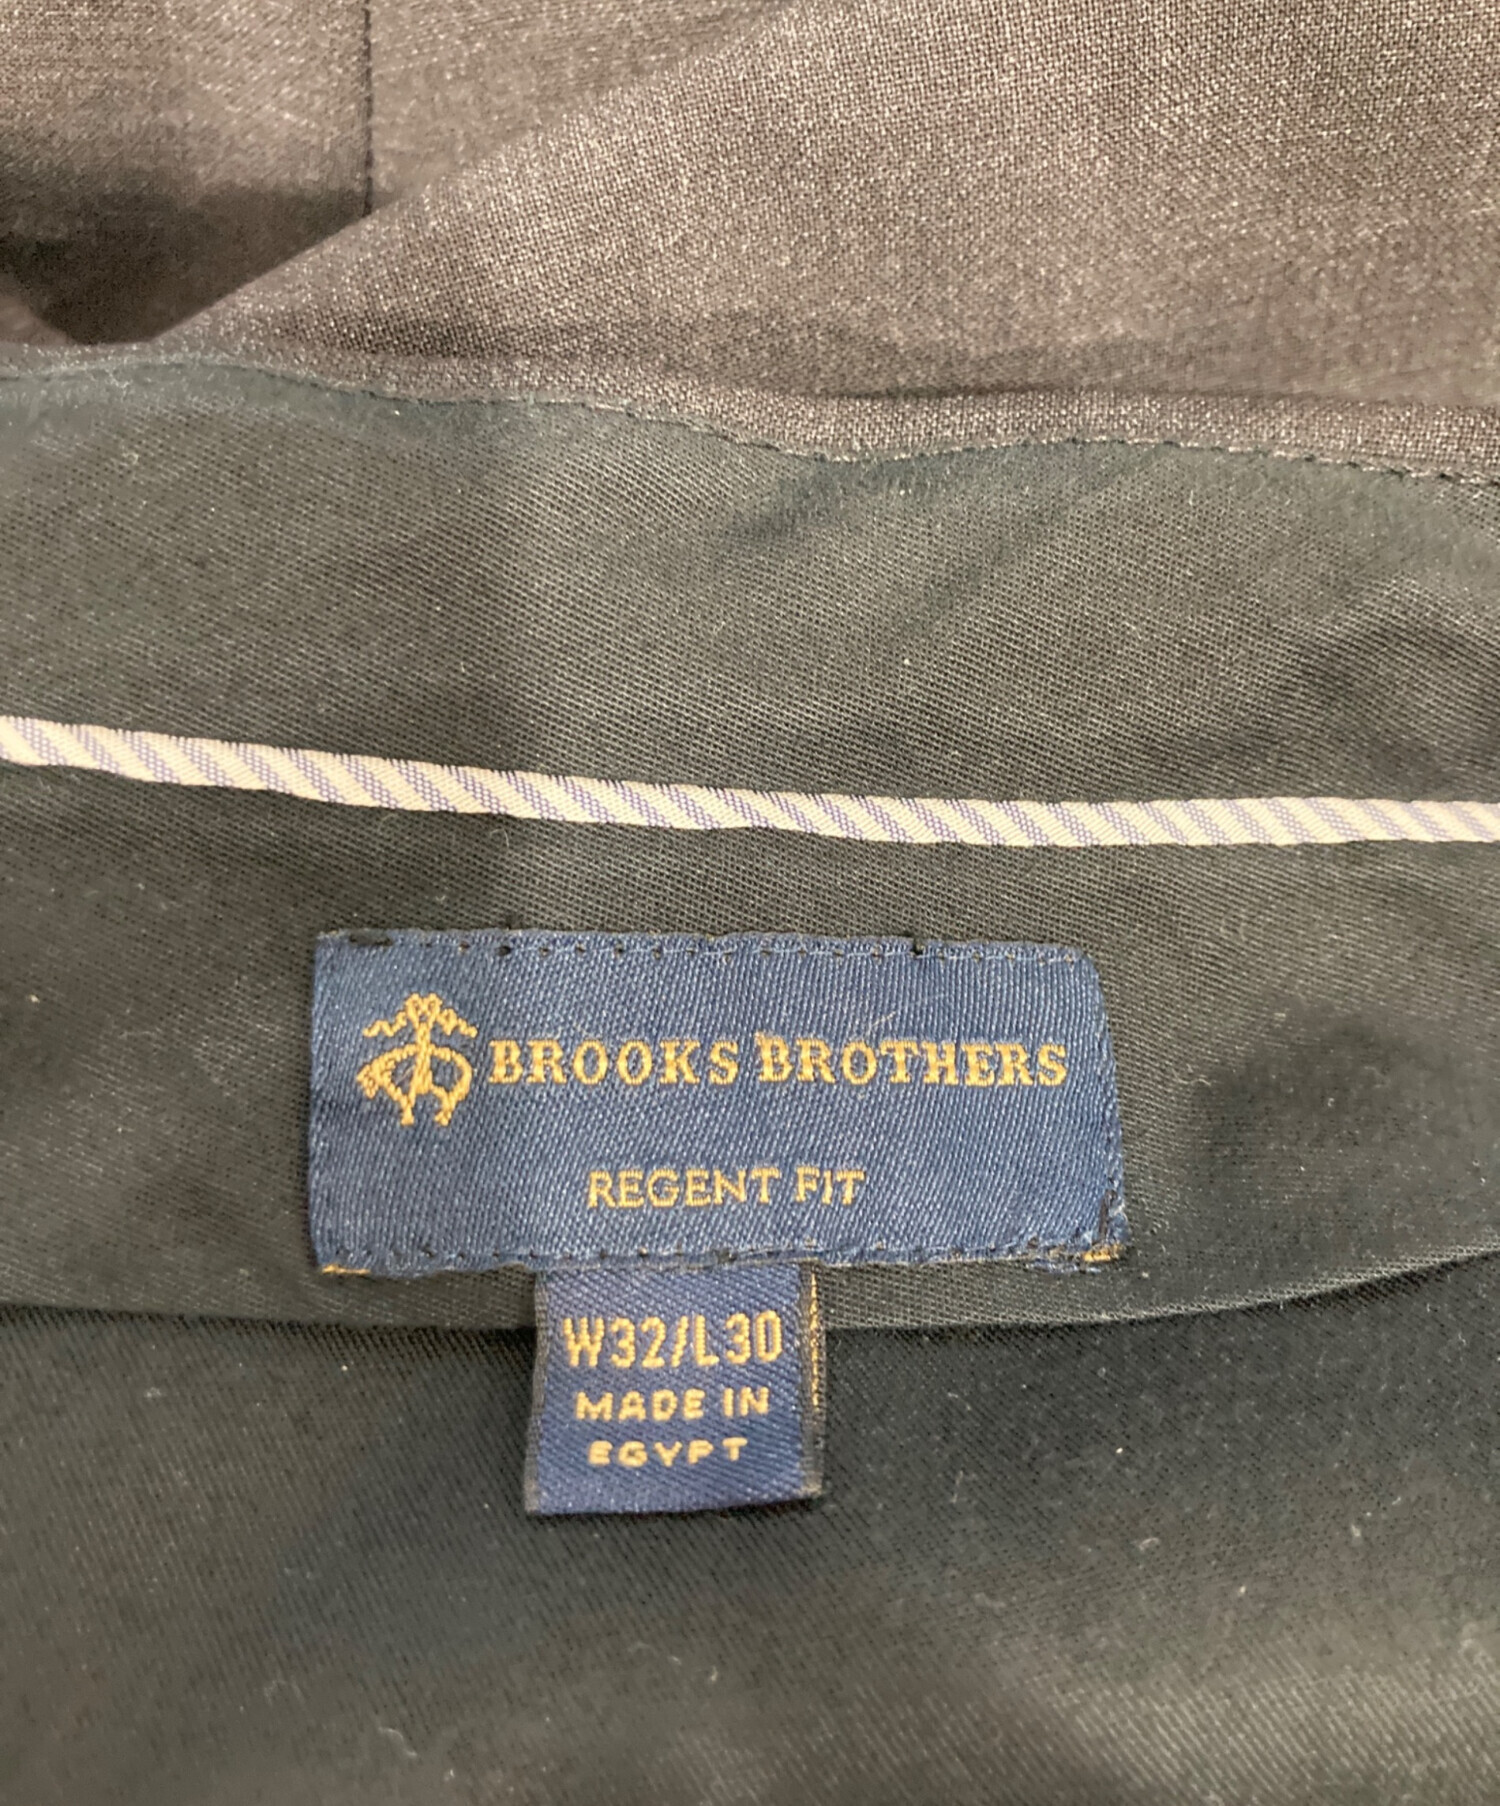 BROOKS BROTHERS
REGENT FIT
W32/L30
MADE IN
EGYPT